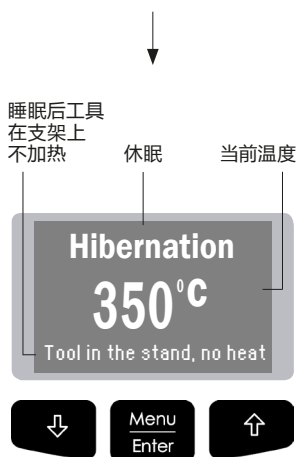 睡眠后工具
在支架上
不加热
休眠
当前温度
Hibernation
350°C
Tool in the stand, no heat
Menu
Enter